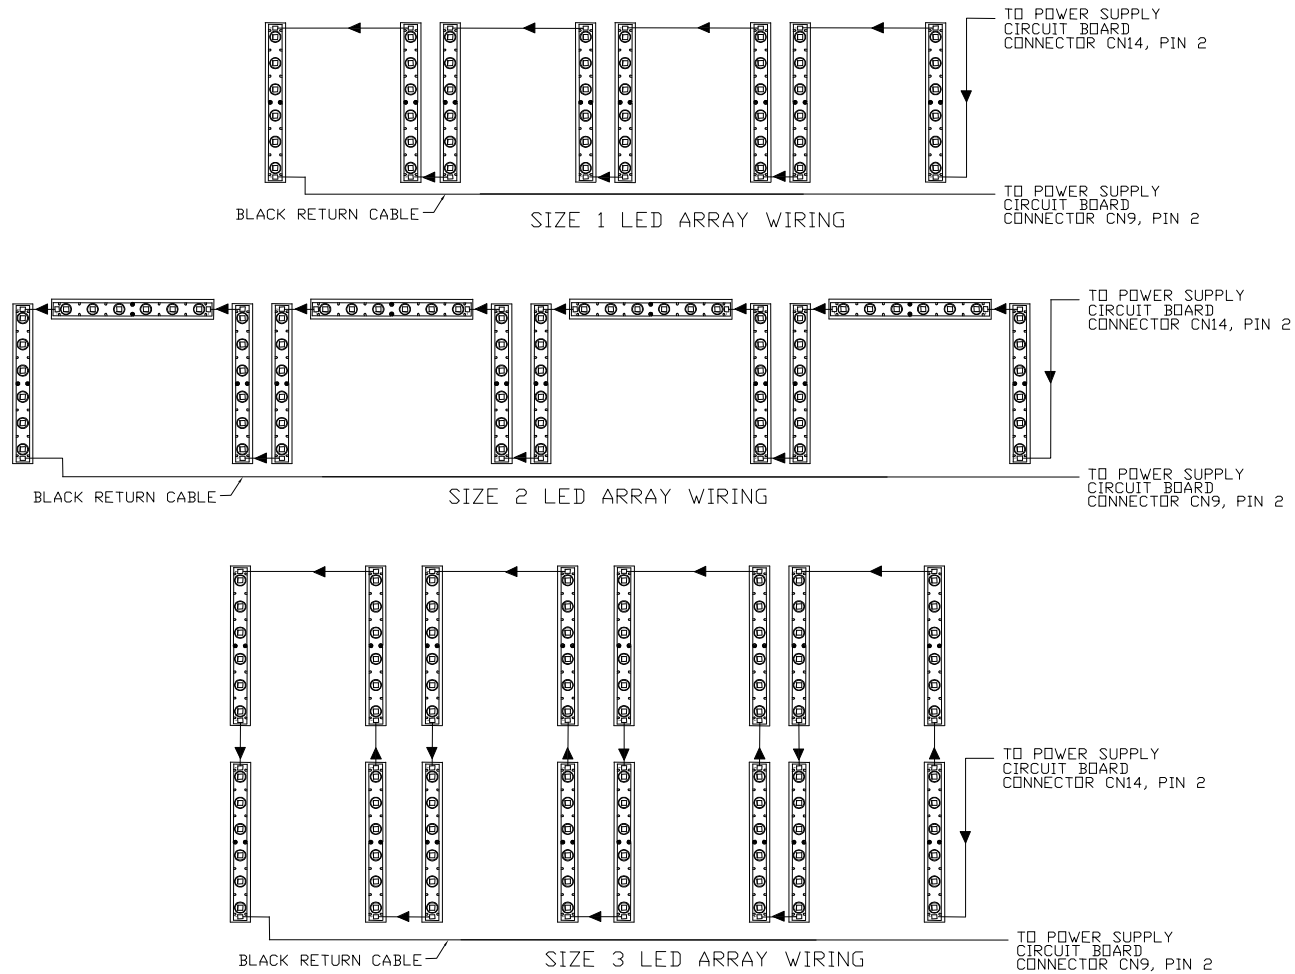 TO POWER SUPPLY
CIRCUIT BOARD
CONNECTOR CN14, PIN 2
TO POWER SUPPLY
CIRCUIT BOARD
CONNECTOR CN9, PIN 2
BLACK RETURN CABLE
SIZE 1 LED ARRAY WIRING
TO POWER SUPPLY
CIRCUIT BOARD
CONNECTOR CN14, PIN 2
TO POWER SUPPLY
CIRCUIT BOARD
CONNECTOR CN9, PIN 2
BLACK RETURN CABLE
SIZE 2 LED ARRAY WIRING
TO POWER SUPPLY
CIRCUIT BOARD
CONNECTOR CN14, PIN 2
TO POWER SUPPLY
CIRCUIT BOARD
CONNECTOR CN9, PIN 2
BLACK RETURN CABLE
SIZE 3 LED ARRAY WIRING